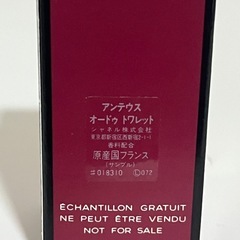 アンテウス
オードゥ トワレット
シャネル株式会社
東京都新宿区西新宿2-1-1
香料配合
原産国フランス
(サンプル)
018310 Ⓛ072
ÉCHANTILLON GRATUIT
NE PEUT ÊTRE VENDU
NOT FOR SALE